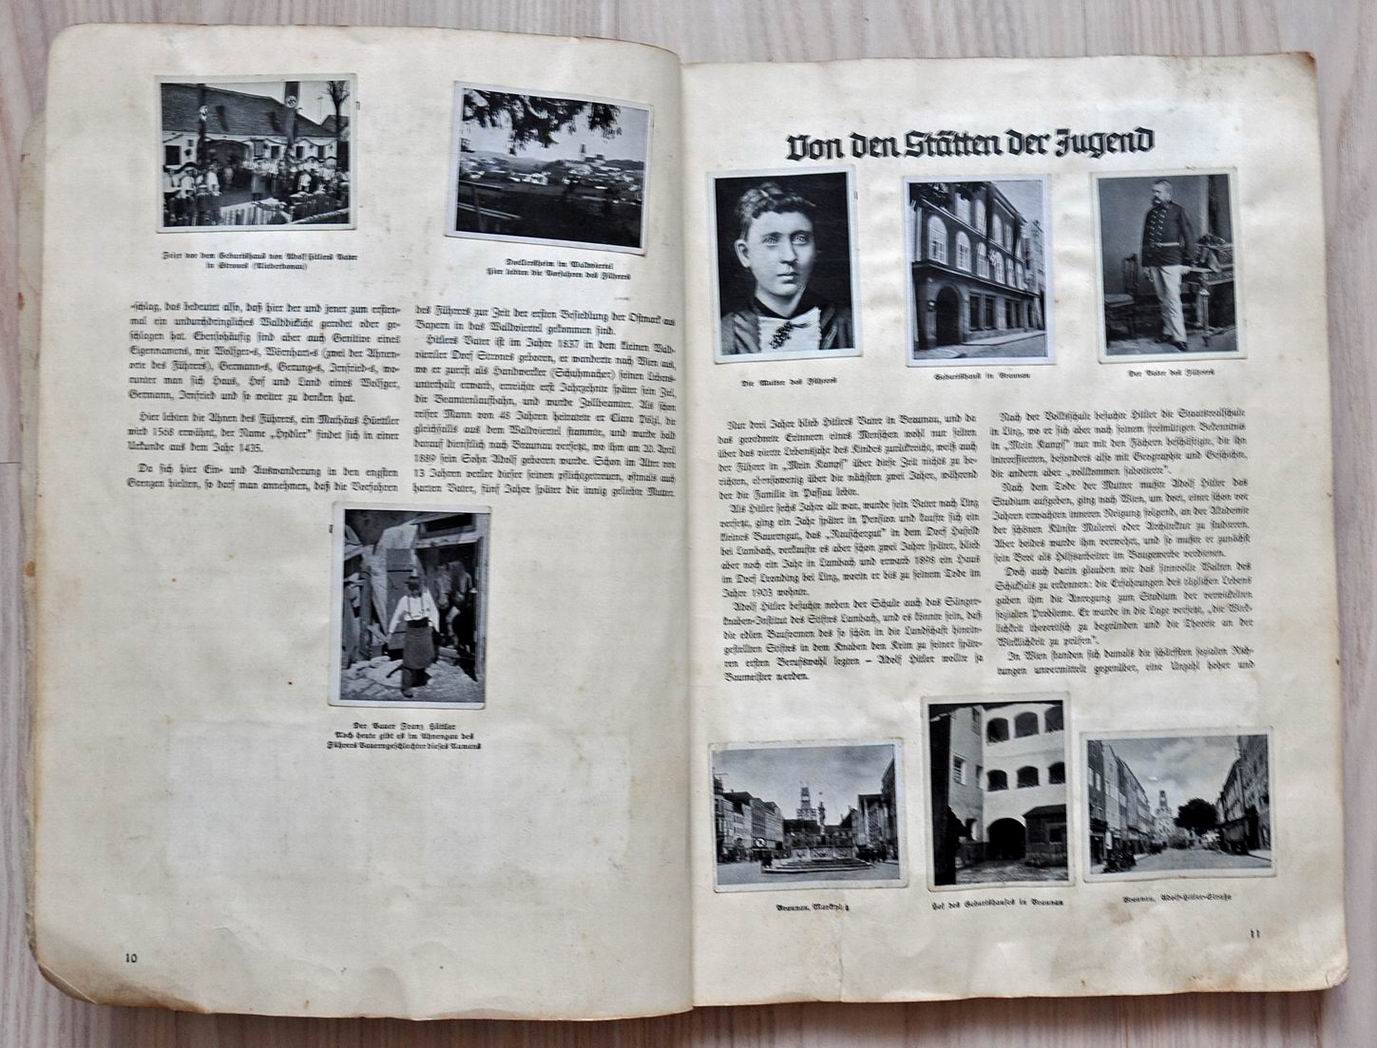 Feier vor dem Geburtshaus von Adolf Hitlers Vater
in Strones (Niederdonau)
Döllersheim im Waldviertel
Hier lebten die Vorfahren des Führers
-schlag, das bedeutet also, daß hier der und jener zum ersten-
mal ein undurchdringliches Walddickicht gerodet oder ge-
schlagen hat. Ebensohäufig sind aber auch Genitive eines
Eigennamens, wie Wolfger-s, Wörnhart-s (zwei der Ahnen-
orte des Führers), Germann-s, Gerung-s, Jrnfried-s, wo-
runter man sich Haus, Hof und Land eines Wolfger,
Germann, Jrnfried und so weiter zu denken hat.
Hier lebten die Ahnen des Führers, ein Mathäus Hüettler
wird 1568 erwähnt, der Name „Hydler" findet sich in einer
Urkunde aus dem Jahr 1435.
Da sich hier Ein- und Auswanderung in den engsten
Grenzen hielten, so darf man annehmen, daß die Vorfahren
des Führers zur Zeit der ersten Besiedlung der Ostmark aus
Bayern in das Waldviertel gekommen sind.
Hitlers Vater ist im Jahre 1837 in dem kleinen Wald-
viertler Dorf Strones geboren, er wanderte nach Wien aus,
wo er zuerst als Handwerker (Schuhmacher) seinen Lebens-
unterhalt erwarb, erreichte erst Jahrzehnte später sein Ziel,
die Beamtenlaufbahn, und wurde Zollbeamter. Als schon
reifer Mann von 48 Jahren heiratete er Clara Pölzl, die
gleichfalls aus dem Waldviertel stammte, und wurde bald
darauf dienstlich nach Braunau versetzt, wo ihm am 20. April
1889 sein Sohn Adolf geboren wurde. Schon im Alter von
13 Jahren verlor dieser seinen pflichtgetreuen, oftmals auch
harten Vater, fünf Jahre später die innig geliebte Mutter.
Der Bauer Franz Hüttler
Noch heute gibt es im Ahnengau des
Führers Bauerngeschlechter dieses Namens
10
Von den Stätten der Jugend
Die Mutter des Führers
Geburtshaus in Braunau
Der Vater des Führers
Nur drei Jahre blieb Hitlers Vater in Braunau, und da
das geordnete Erinnern eines Menschen wohl nur selten
über das vierte Lebensjahr des Kindes zurückreicht, weiß auch
der Führer in „Mein Kampf" über diese Zeit nichts zu be-
richten, ebensowenig über die nächsten zwei Jahre, während
der die Familie in Passau lebte.
Als Hitler sechs Jahre alt war, wurde sein Vater nach Linz
versetzt, ging ein Jahr später in Pension und kaufte sich ein
kleines Bauerngut, das „Rauschergut" in dem Dorf Hafeld
bei Lambach, verkaufte es aber schon zwei Jahre später, blieb
aber noch ein Jahr in Lambach und erwarb 1898 ein Haus
im Dorf Leonding bei Linz, worin er bis zu seinem Tode im
Jahre 1903 wohnte.
Adolf Hitler besuchte neben der Schule auch das Sänger-
knaben-Institut des Stiftes Lambach, und es könnte sein, daß
die edlen Bauformen des so schön in die Landschaft hinein-
gestellten Stiftes in dem Knaben den Keim zu seiner späte-
ren ersten Berufswahl legten – Adolf Hitler wollte ja
Baumeister werden.
Nach der Volksschule besuchte Hitler die Staatsrealschule
in Linz, wo er sich aber nach seinem freimütigen Bekenntnis
in „Mein Kampf" nur mit den Fächern beschäftigte, die ihn
interessierten, besonders also mit Geographie und Geschichte,
die andern aber „vollkommen sabotierte".
Nach dem Tode der Mutter mußte Adolf Hitler das
Studium aufgeben, ging nach Wien, um dort, einer schon vor
Jahren erwachten inneren Neigung folgend, an der Akademie
der schönen Künste Malerei oder Architektur zu studieren.
Aber beides wurde ihm verwehrt, und so mußte er zunächst
sein Brot als Hilfsarbeiter im Baugewerbe verdienen.
Doch auch darin glauben wir das sinnvolle Walten des
Schicksals zu erkennen: die Erfahrungen des täglichen Lebens
gaben ihm die Anregung zum Studium der verwickelten
sozialen Probleme. Er wurde in die Lage versetzt, „die Wirk-
lichkeit theoretisch zu begründen und die Theorie an der
Wirklichkeit zu prüfen".
In Wien standen sich damals die schärfsten sozialen Rich-
tungen unvermittelt gegenüber, eine Unzahl hoher und
Braunau, Marktplatz
Hof des Geburtshauses in Braunau
Braunau, Adolf-Hitler-Straße
11